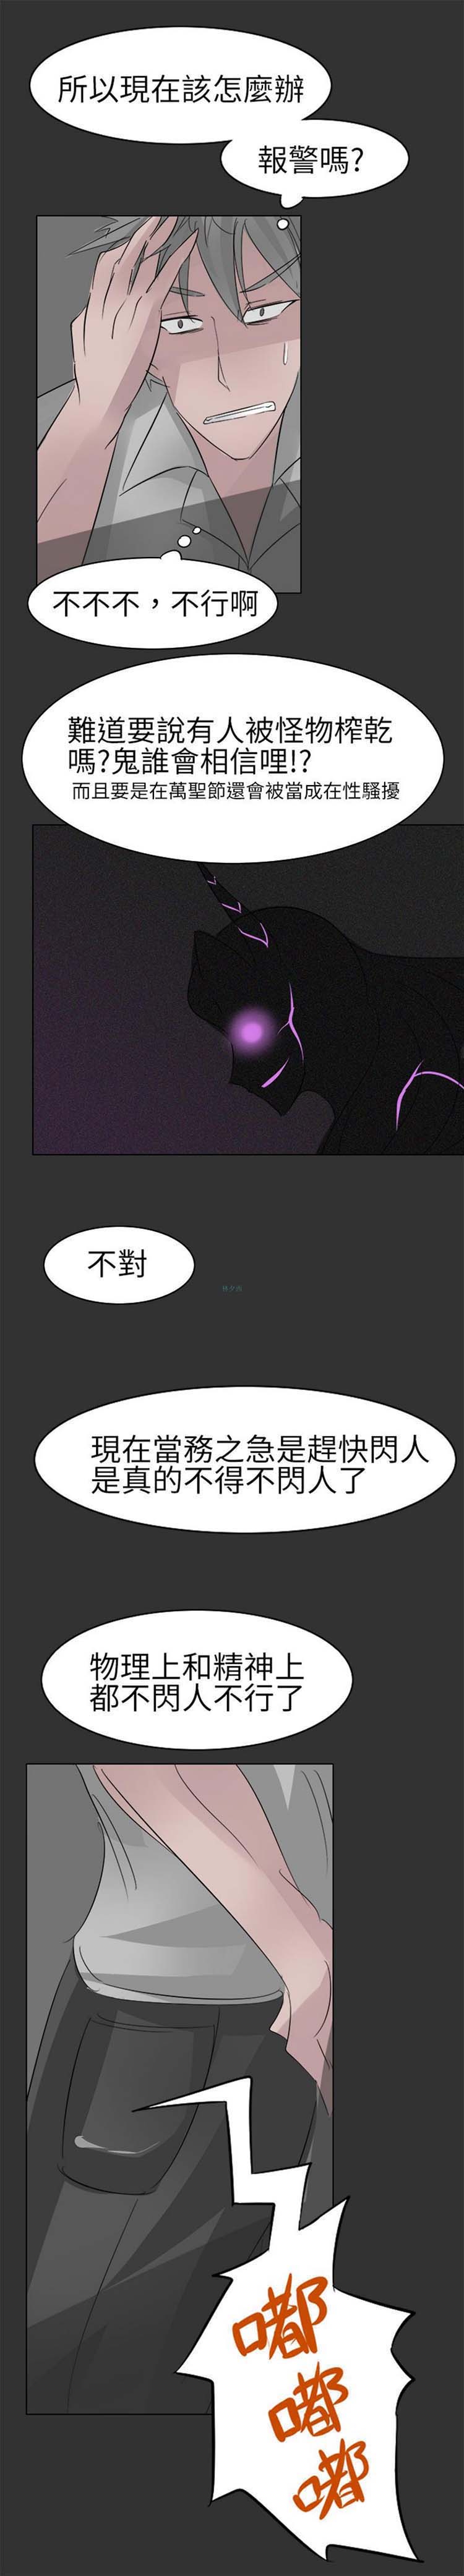 所以現在該怎麼辦
報警嗎?
不不不，不行啊
難道要說有人被怪物榨乾
嗎?鬼誰會相信哩!?
而且要是在萬聖節還會被當成在性騷擾
不對
現在當務之急是趕快閃人
是真的不得不閃人了
物理上和精神上
都不閃人不行了
嘟
嘟
嘟